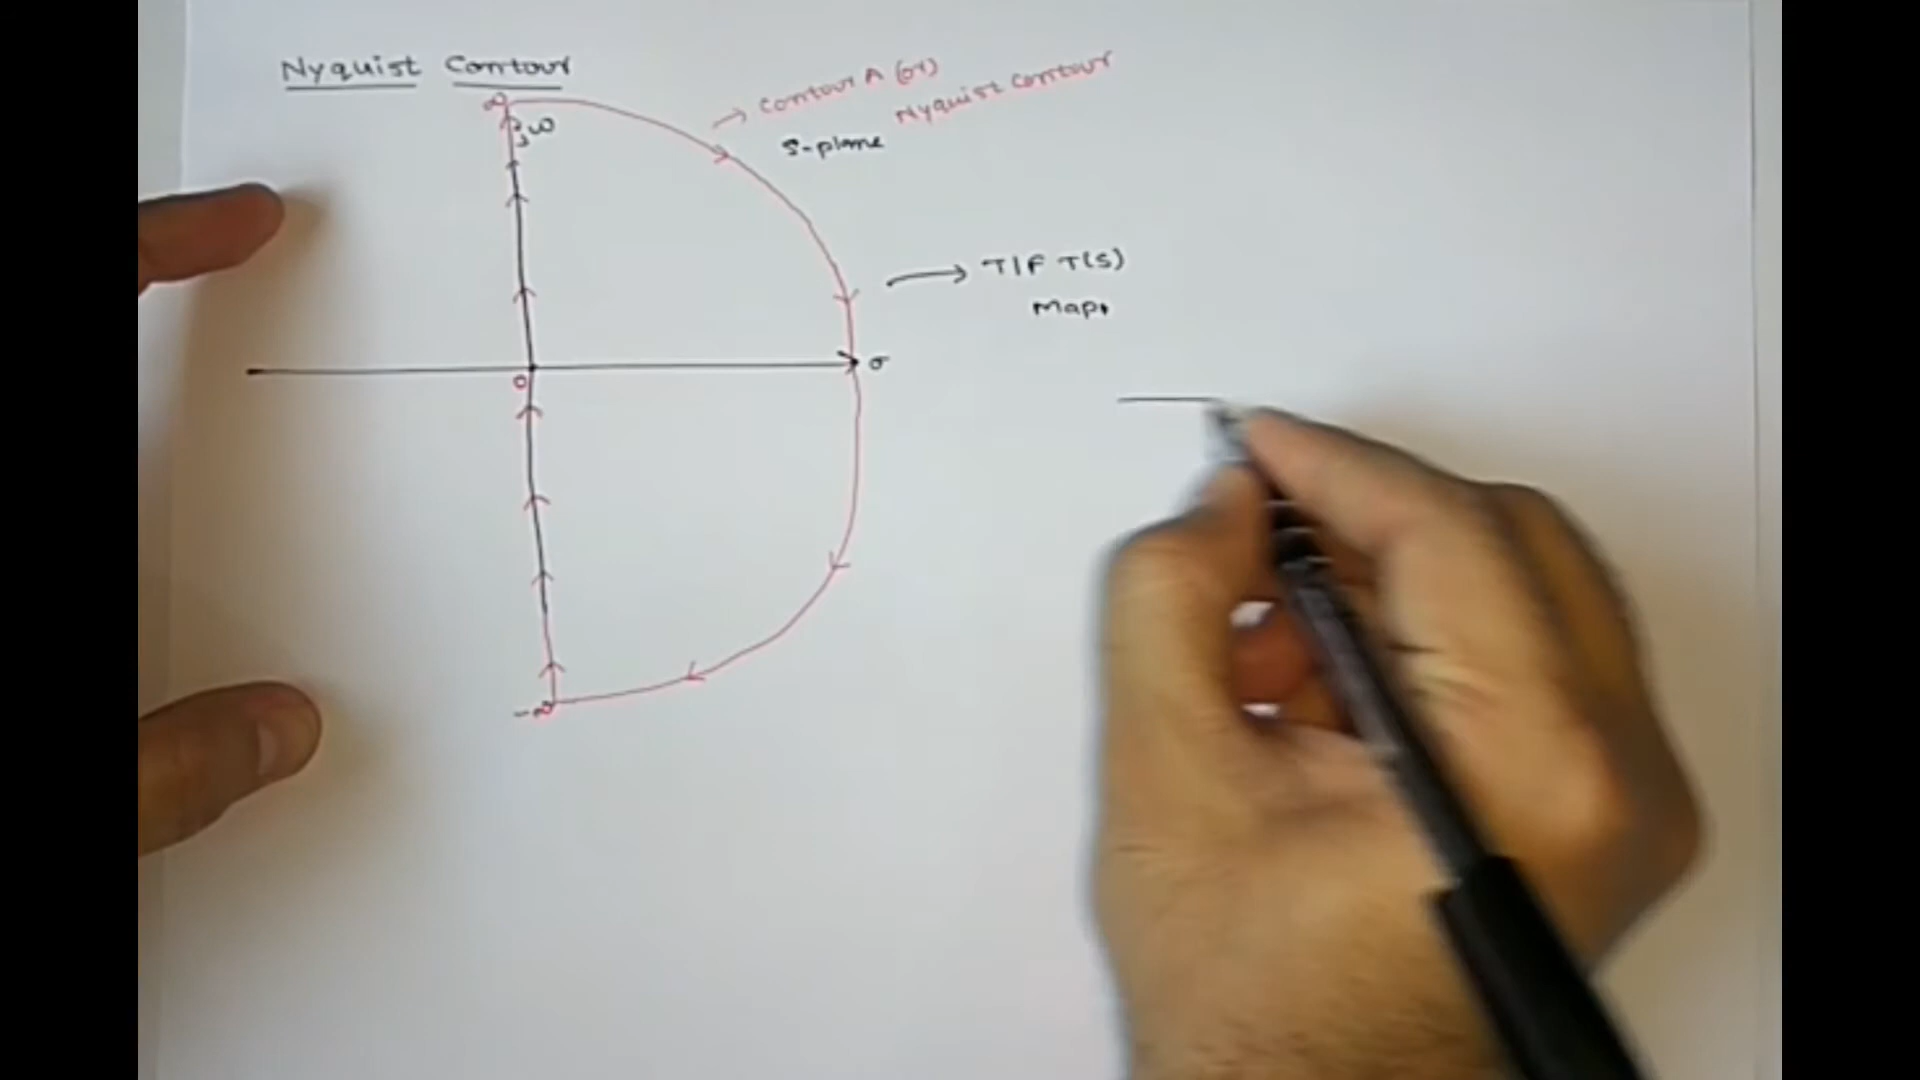 Nyquist Contour
→ Contour A (or)
Nyquist Contour
∞
jω
S-plane
→ T/F T(s)
Map
σ
0
-∞